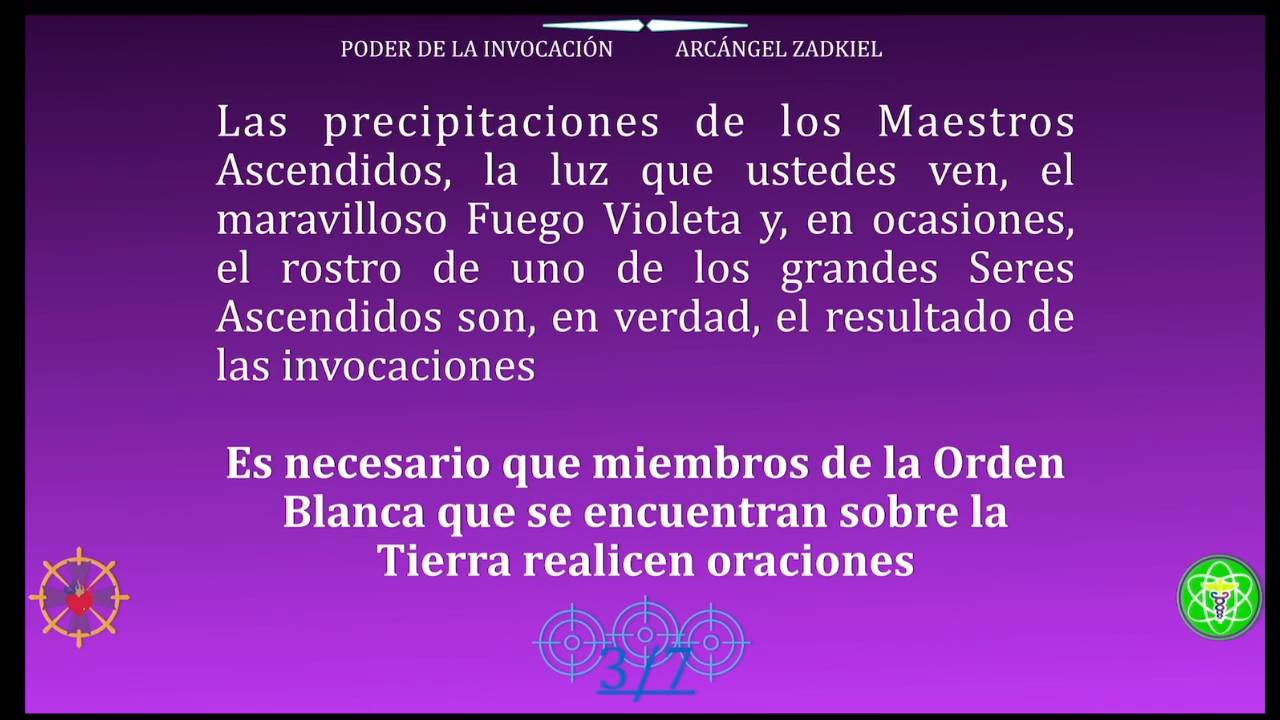 PODER DE LA INVOCACIÓN ARCÁNGEL ZADKIEL
Las precipitaciones de los Maestros
Ascendidos, la luz que ustedes ven, el
maravilloso Fuego Violeta y, en ocasiones,
el rostro de uno de los grandes Seres
Ascendidos son, en verdad, el resultado de
las invocaciones
Es necesario que miembros de la Orden
Blanca que se encuentran sobre la
Tierra realicen oraciones
3/7